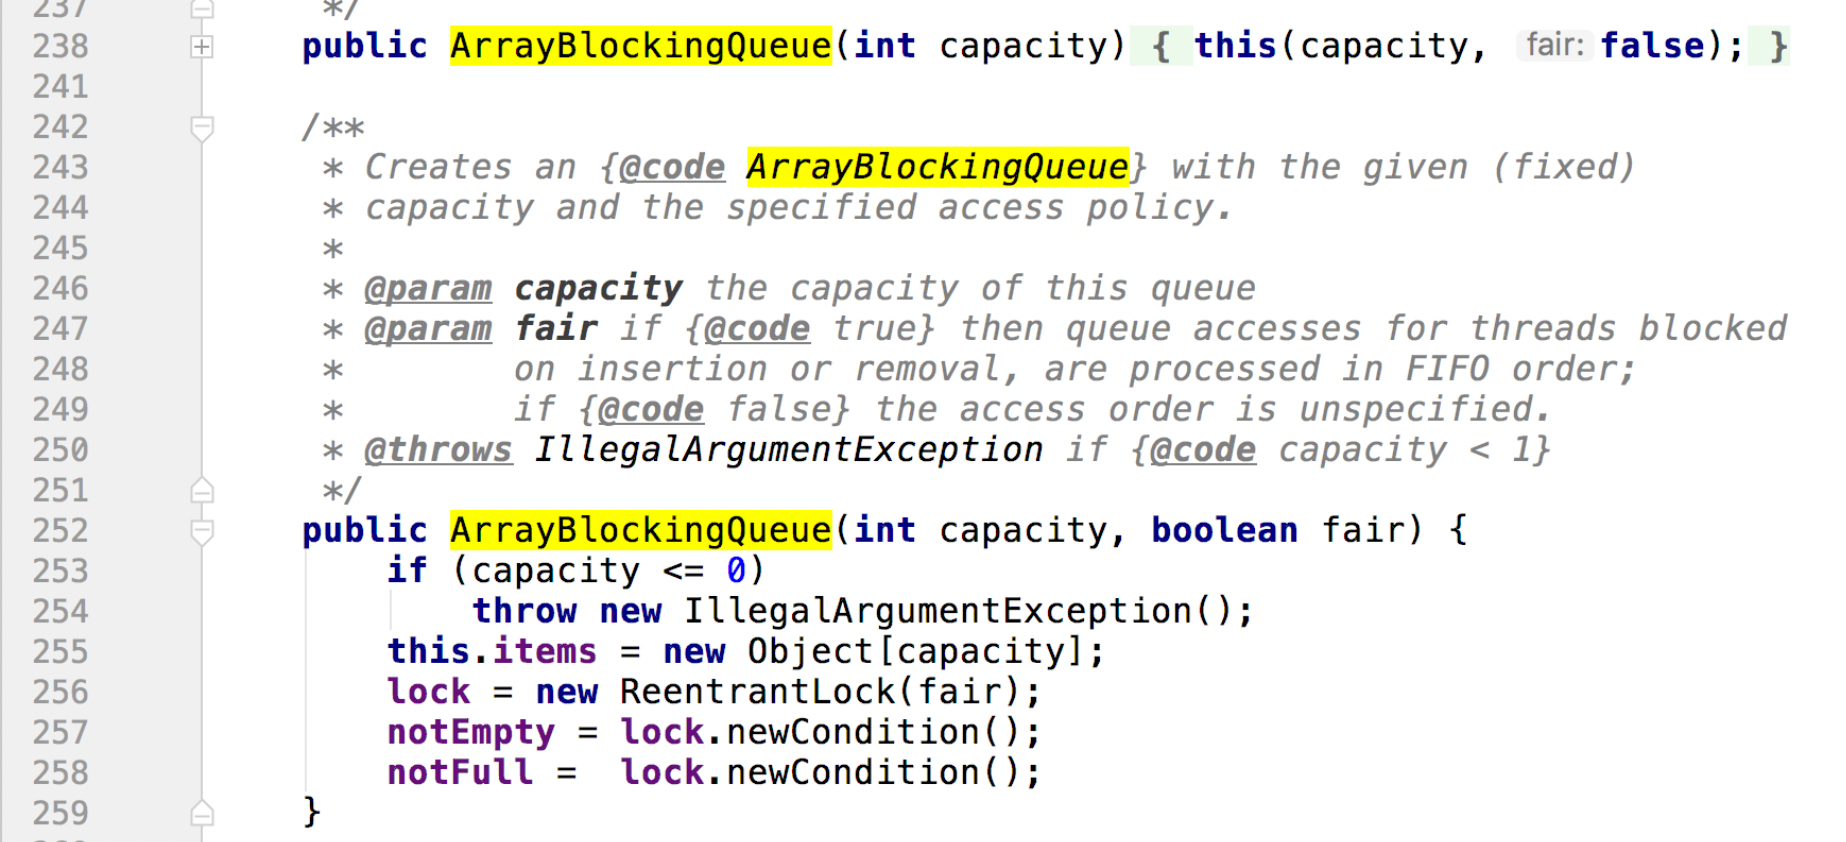 237 */
238 public ArrayBlockingQueue(int capacity) { this(capacity, fair: false); }
241
242 /**
243 * Creates an {@code ArrayBlockingQueue} with the given (fixed)
244 * capacity and the specified access policy.
245 *
246 * @param capacity the capacity of this queue
247 * @param fair if {@code true} then queue accesses for threads blocked
248 * on insertion or removal, are processed in FIFO order;
249 * if {@code false} the access order is unspecified.
250 * @throws IllegalArgumentException if {@code capacity < 1}
251 */
252 public ArrayBlockingQueue(int capacity, boolean fair) {
253 if (capacity <= 0)
254 throw new IllegalArgumentException();
255 this.items = new Object[capacity];
256 lock = new ReentrantLock(fair);
257 notEmpty = lock.newCondition();
258 notFull =  lock.newCondition();
259 }